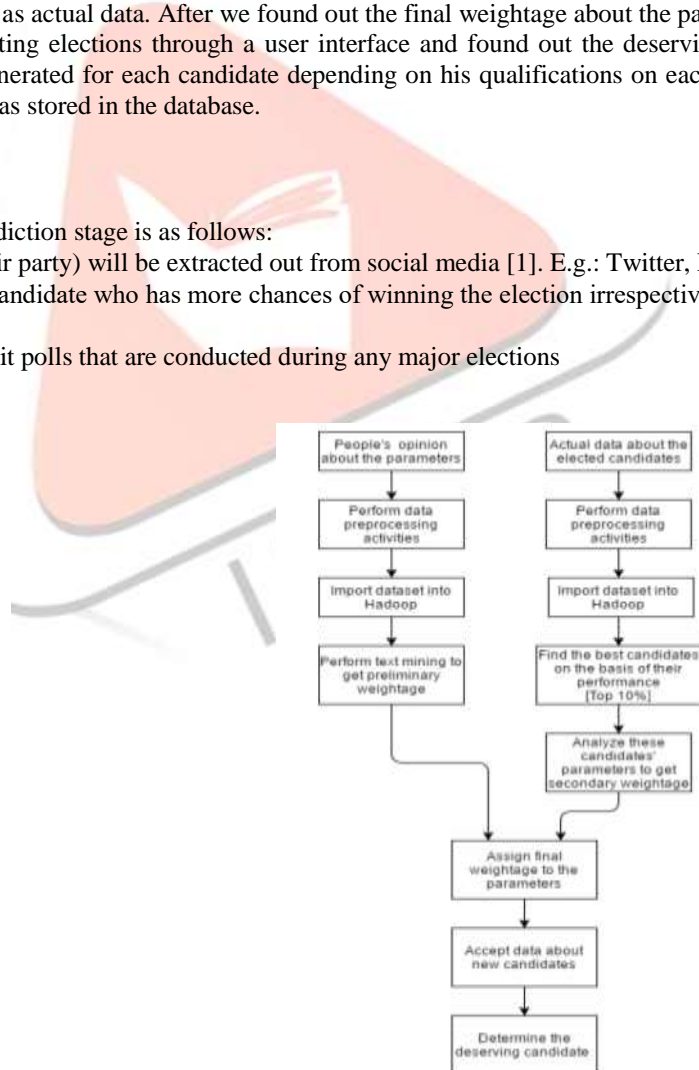 as actual data. After we found out the final weightage about the pa
ting elections through a user interface and found out the deservi
nerated for each candidate depending on his qualifications on eac
as stored in the database.
diction stage is as follows:
ir party) will be extracted out from social media [1]. E.g.: Twitter,
andidate who has more chances of winning the election irrespectiv
it polls that are conducted during any major elections
People's opinion
about the parameters
Perform data
preprocessing
activities
Import dataset into
Hadoop
Perform text mining to
get preliminary
weightage
Actual data about the
elected candidates
Perform data
preprocessing
activities
Import dataset into
Hadoop
Find the best candidates
on the basis of their
performance
[Top 10%]
Analyze these
candidates'
parameters to get
secondary weightage
Assign final
weightage to the
parameters
Accept data about
new candidates
Determine the
deserving candidate